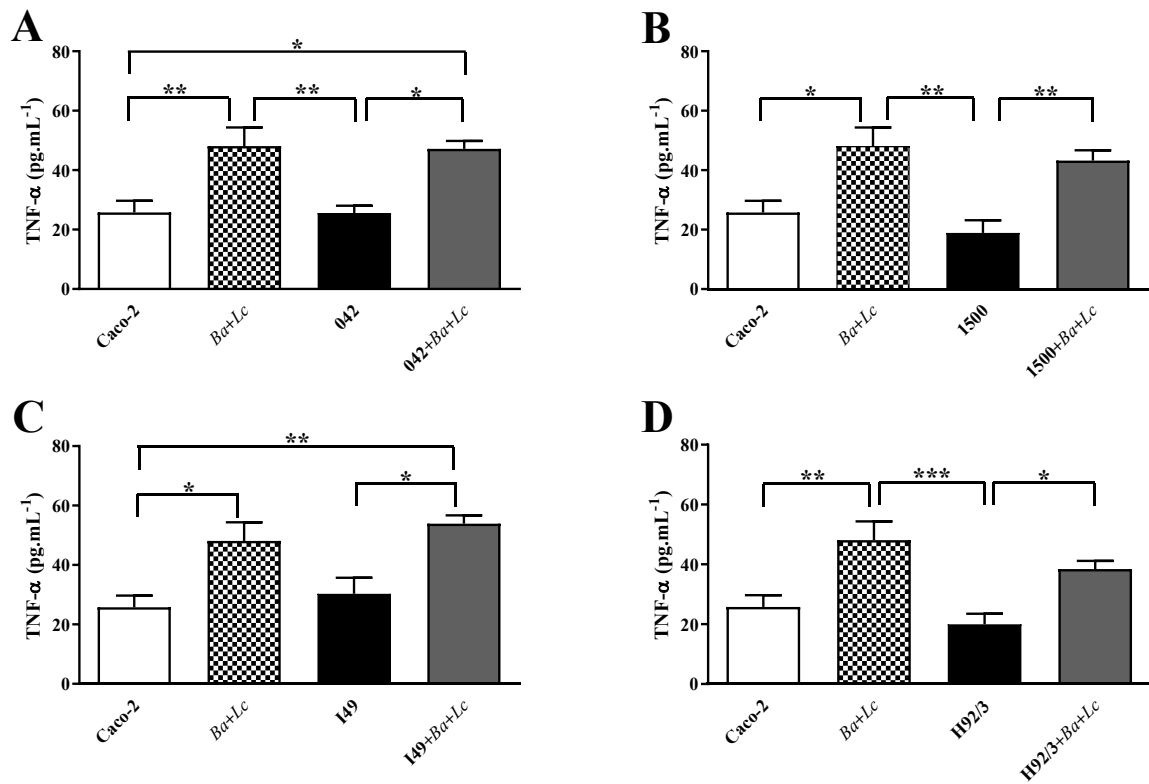 A
80
60
40
20
0
TNF-α (pg.mL⁻¹)
*
**
**
*
Caco-2
Ba+Lc
042
042+Ba+Lc
B
80
60
40
20
0
TNF-α (pg.mL⁻¹)
*
**
**
Caco-2
Ba+Lc
1500
1500+Ba+Lc
C
80
60
40
20
0
TNF-α (pg.mL⁻¹)
**
*
*
Caco-2
Ba+Lc
I49
I49+Ba+Lc
D
80
60
40
20
0
TNF-α (pg.mL⁻¹)
**
***
*
Caco-2
Ba+Lc
H92/3
H92/3+Ba+Lc